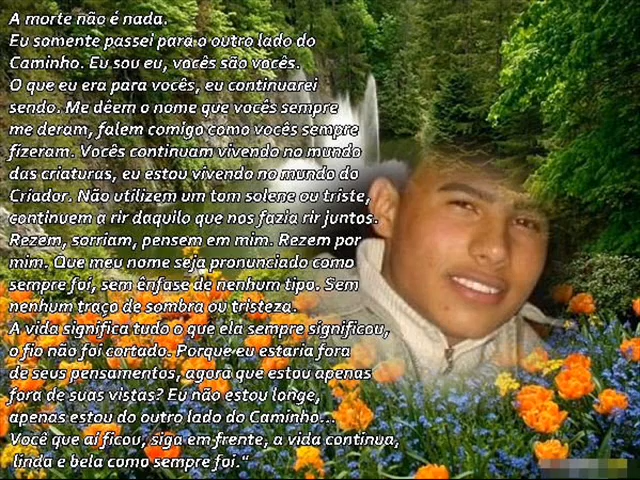 A morte não é nada.
Eu somente passei para o outro lado do
Caminho. Eu sou eu, vocês são vocês.
O que eu era para vocês, eu continuarei
sendo. Me dêem o nome que vocês sempre
me deram, falem comigo como vocês sempre
fizeram. Vocês continuam vivendo no mundo
das criaturas, eu estou vivendo no mundo do
Criador. Não utilizem um tom solene ou triste,
continuem a rir daquilo que nos fazia rir juntos.
Rezem, sorriam, pensem em mim. Rezem por
mim. Que meu nome seja pronunciado como
sempre foi, sem ênfase de nenhum tipo. Sem
nenhum traço de sombra ou tristeza.
A vida significa tudo o que ela sempre significou,
o fio não foi cortado. Porque eu estaria fora
de seus pensamentos, agora que estou apenas
fora de suas vistas? Eu não estou longe,
apenas estou do outro lado do Caminho...
Você que aí ficou, siga em frente, a vida continua,
linda e bela como sempre foi."